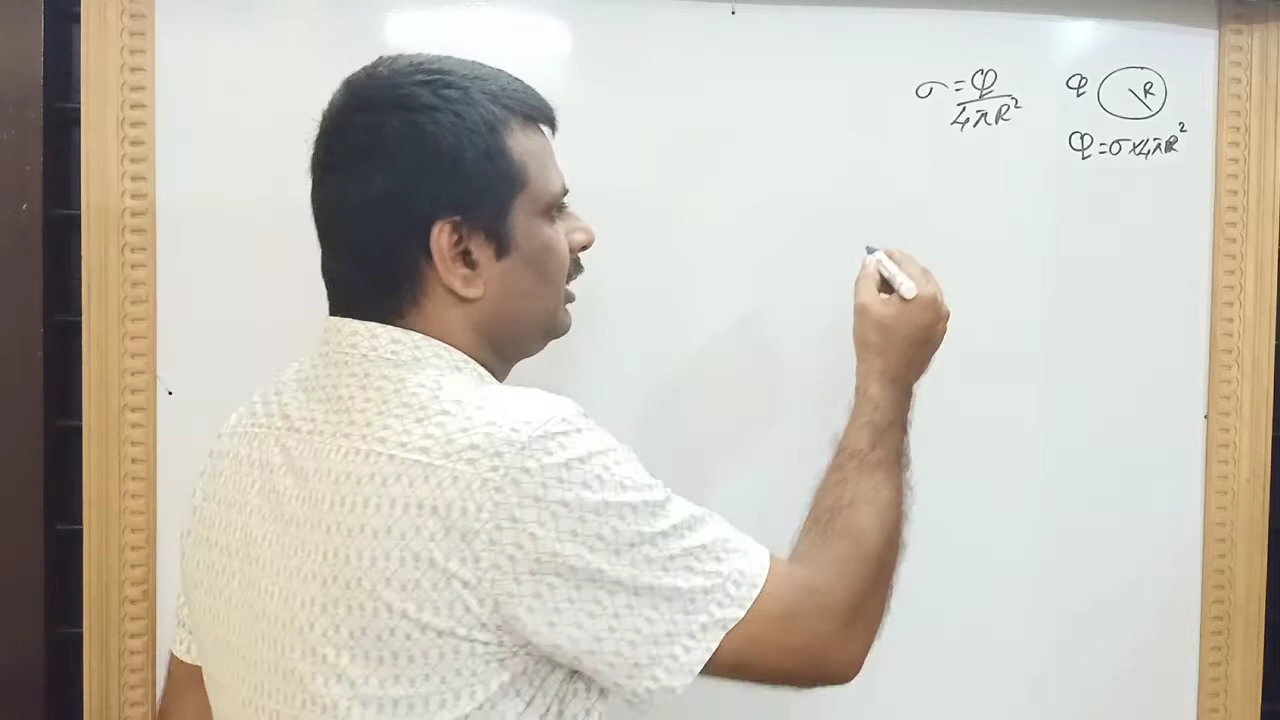 σ = q / 4πR²
q R
q = σ × 4πR²